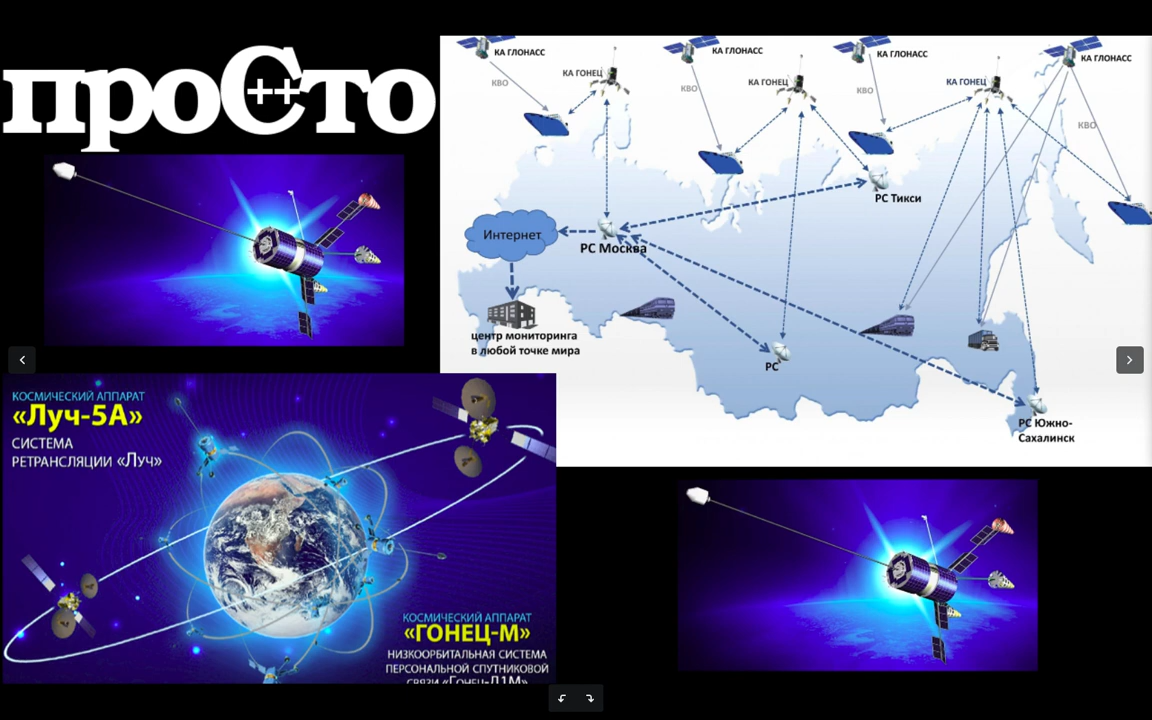 проС++то
КА ГЛОНАСС
КА ГЛОНАСС
КА ГЛОНАСС
КА ГЛОНАСС
КА ГОНЕЦ
КА ГОНЕЦ
КА ГОНЕЦ
КВО
КВО
КВО
КВО
РС Тикси
Интернет
РС Москва
центр мониторинга
в любой точке мира
РС
РС Южно-
Сахалинск
КОСМИЧЕСКИЙ АППАРАТ
«Луч-5А»
СИСТЕМА
РЕТРАНСЛЯЦИИ «Луч»
КОСМИЧЕСКИЙ АППАРАТ
«ГОНЕЦ-М»
НИЗКООРБИТАЛЬНАЯ СИСТЕМА
ПЕРСОНАЛЬНОЙ СПУТНИКОВОЙ
СВЯЗИ «Гонец-Д1М»